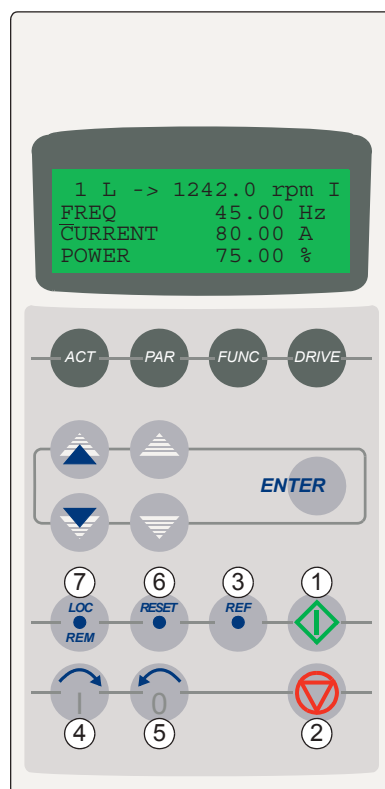 1 L -> 1242.0 rpm I
FREQ 45.00 Hz
CURRENT 80.00 A
POWER 75.00 %
ACT PAR FUNC DRIVE
ENTER
7 6 3 1
LOC RESET REF I
REM
I 0
4 5 2